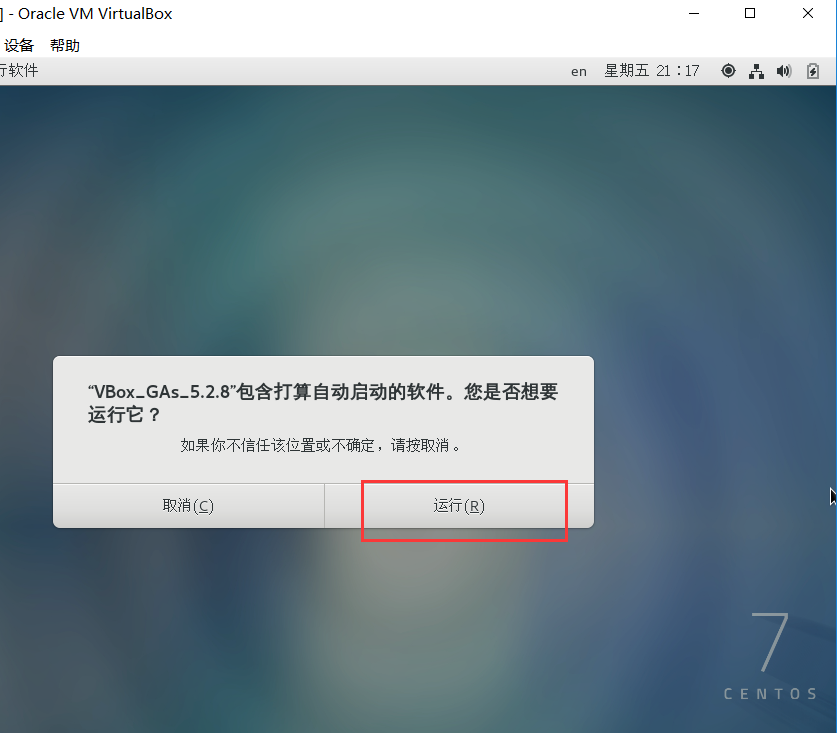 ] - Oracle VM VirtualBox
设备 帮助
行软件 en 星期五 21：17
“VBox_GAs_5.2.8”包含打算自动启动的软件。您是否想要
运行它？
如果你不信任该位置或不确定，请按取消。
取消(C) 运行(R)
7
CENTOS